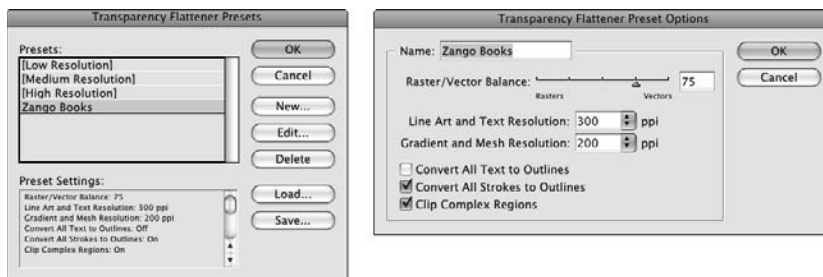 Transparency Flattener Presets
Presets:
[Low Resolution]
[Medium Resolution]
[High Resolution]
Zango Books
OK
Cancel
New...
Edit...
Delete
Load...
Save...
Preset Settings:
Raster/Vector Balance: 75
Line Art and Text Resolution: 300 ppi
Gradient and Mesh Resolution: 200 ppi
Convert All Text to Outlines: Off
Convert All Strokes to Outlines: On
Clip Complex Regions: On
Transparency Flattener Preset Options
Name: Zango Books
Raster/Vector Balance: 75
Rasters Vectors
Line Art and Text Resolution: 300 ppi
Gradient and Mesh Resolution: 200 ppi
Convert All Text to Outlines
Convert All Strokes to Outlines
Clip Complex Regions
OK
Cancel